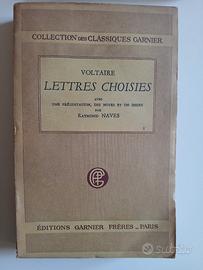 COLLECTION DES CLASSIQUES GARNIER
VOLTAIRE
LETTRES CHOISIES
AVEC
UNE PRÉSENTATION, DES NOTES ET UN INDEX
PAR
RAYMOND NAVES
ÉDITIONS GARNIER FRÈRES _ PARIS
subito